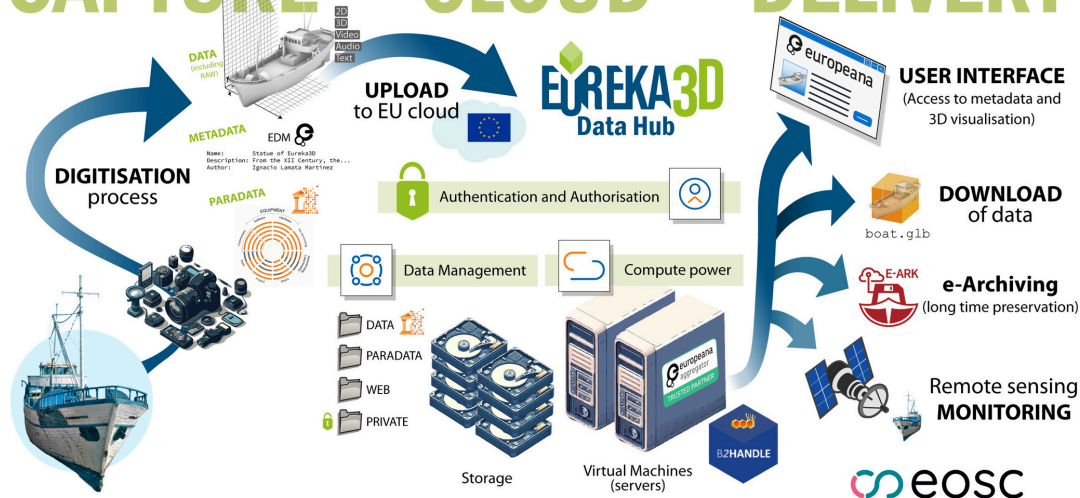 CAPTURE
CLOUD
DELIVERY
DATA
(including
RAW)
2D
3D
Video
Audio
Text
METADATA
EDM
Name: Statue of Eureka3D
Description: From the XII Century, the...
Author: Ignacio Lamata Martínez
PARADATA
EQUIPMENT
DIGITISATION
process
UPLOAD
to EU cloud
EUREKA3D
Data Hub
Authentication and Authorisation
Data Management
Compute power
DATA
PARADATA
WEB
PRIVATE
Storage
europeana
aggregator
TRUSTED PARTNER
Virtual Machines
(servers)
B2HANDLE
europeana
USER INTERFACE
(Access to metadata and
3D visualisation)
boat.glb
DOWNLOAD
of data
E-ARK
e-Archiving
(long time preservation)
Remote sensing
MONITORING
eosc